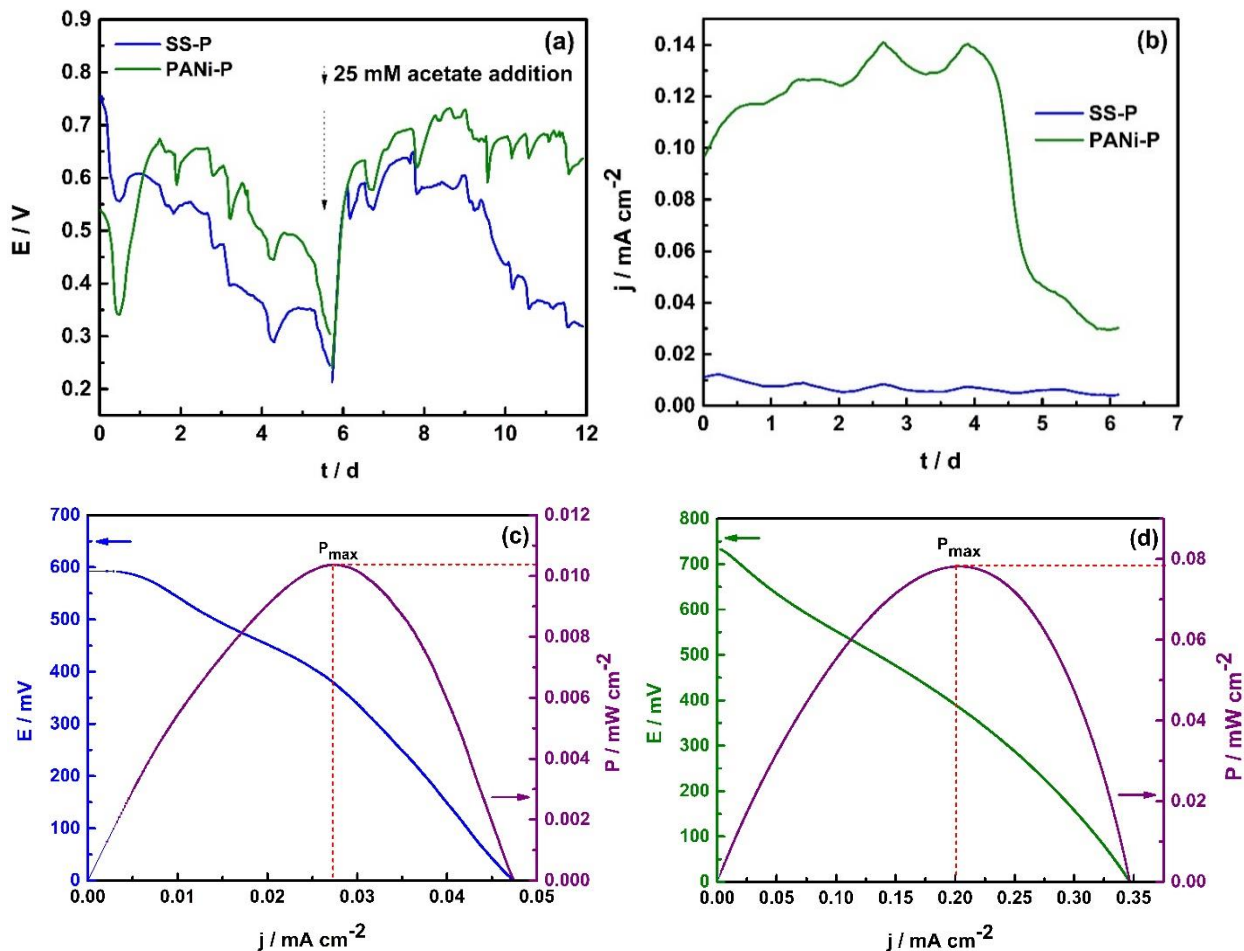 SS-P
PANi-P
(a)
25 mM acetate addition
0.9
0.8
0.7
0.6
0.5
0.4
0.3
0.2
E / V
0 2 4 6 8 10 12
t / d
(b)
SS-P
PANi-P
0.14
0.12
0.10
0.08
0.06
0.04
0.02
0.00
j / mA cm-2
0 1 2 3 4 5 6 7
t / d
(c)
Pmax
700
600
500
400
300
200
100
0
E / mV
0.012
0.010
0.008
0.006
0.004
0.002
0.000
P / mW cm-2
0.00 0.01 0.02 0.03 0.04 0.05
j / mA cm-2
(d)
Pmax
800
700
600
500
400
300
200
100
0
E / mV
0.08
0.06
0.04
0.02
0.00
P / mW cm-2
0.00 0.05 0.10 0.15 0.20 0.25 0.30 0.35
j / mA cm-2